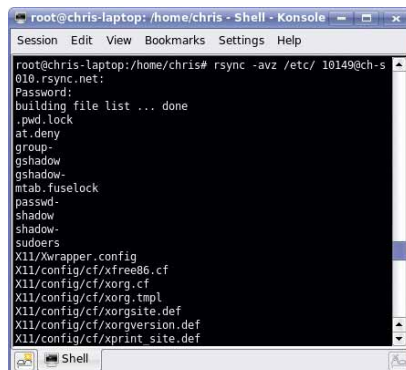 root@chris-laptop: /home/chris - Shell - Konsole
Session Edit View Bookmarks Settings Help
root@chris-laptop:/home/chris# rsync -avz /etc/ 10149@ch-s
010.rsync.net:
Password:
building file list ... done
.pwd.lock
at.deny
group-
gshadow
gshadow-
mtab.fuselock
passwd-
shadow
shadow-
sudoers
X11/Xwrapper.config
X11/config/cf/xfree86.cf
X11/config/cf/xorg.cf
X11/config/cf/xorg.tmpl
X11/config/cf/xorgsite.def
X11/config/cf/xorgversion.def
X11/config/cf/xprint_site.def
Shell